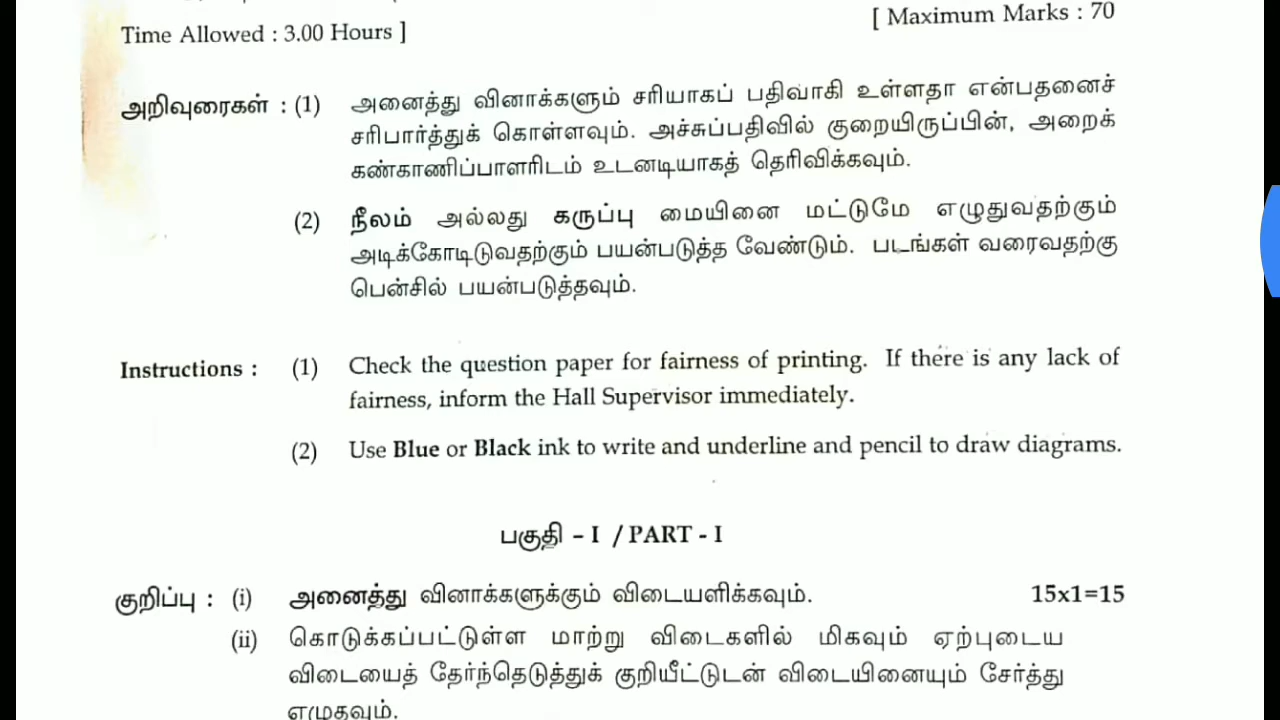 Time Allowed : 3.00 Hours ]
[ Maximum Marks : 70
அறிவுரைகள் : (1) அனைத்து வினாக்களும் சரியாகப் பதிவாகி உள்ளதா என்பதனைச்
சரிபார்த்துக் கொள்ளவும். அச்சுப்பதிவில் குறையிருப்பின், அறைக்
கண்காணிப்பாளரிடம் உடனடியாகத் தெரிவிக்கவும்.
(2) நீலம் அல்லது கருப்பு மையினை மட்டுமே எழுதுவதற்கும்
அடிக்கோடிடுவதற்கும் பயன்படுத்த வேண்டும். படங்கள் வரைவதற்கு
பென்சில் பயன்படுத்தவும்.
Instructions : (1) Check the question paper for fairness of printing. If there is any lack of
fairness, inform the Hall Supervisor immediately.
(2) Use Blue or Black ink to write and underline and pencil to draw diagrams.
பகுதி – I / PART - I
குறிப்பு : (i) அனைத்து வினாக்களுக்கும் விடையளிக்கவும். 15x1=15
(ii) கொடுக்கப்பட்டுள்ள மாற்று விடைகளில் மிகவும் ஏற்புடைய
விடையைத் தேர்ந்தெடுத்துக் குறியீட்டுடன் விடையினையும் சேர்த்து
எழுதவும்.